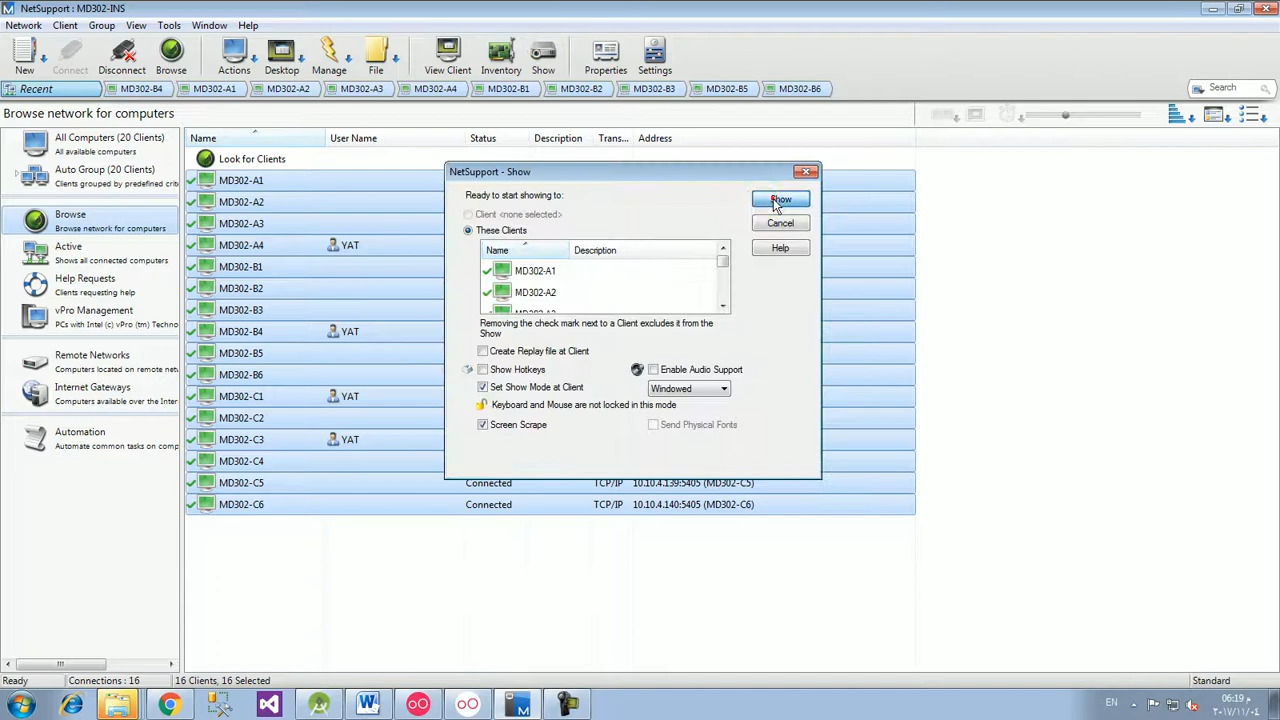 NetSupport : MD302-INS
Network Client Group View Tools Window Help
New Connect Disconnect Browse Actions Desktop Manage File View Client Inventory Show Properties Settings
Recent MD302-B4 MD302-A1 MD302-A2 MD302-A3 MD302-A4 MD302-B1 MD302-B2 MD302-B3 MD302-B5 MD302-B6 Search
Browse network for computers
All Computers (20 Clients)
All available computers
Auto Group (20 Clients)
Clients grouped by predefined crite
Browse
Browse network for computers
Active
Shows all connected computers
Help Requests
Clients requesting help
vPro Management
PCs with Intel (c) vPro (tm) Techno
Remote Networks
Computers located on remote net
Internet Gateways
Computers available over the Inter
Automation
Automate common tasks on comp
Name User Name Status Description Trans... Address
Look for Clients
MD302-A1
MD302-A2
MD302-A3
MD302-A4 YAT
MD302-B1
MD302-B2
MD302-B3
MD302-B4 YAT
MD302-B5
MD302-B6
MD302-C1 YAT
MD302-C2
MD302-C3 YAT
MD302-C4
MD302-C5 Connected TCP/IP 10.10.4.139:5405 (MD302-C5)
MD302-C6 Connected TCP/IP 10.10.4.140:5405 (MD302-C6)
NetSupport - Show
Ready to start showing to:
Client <none selected>
These Clients
Name Description
MD302-A1
MD302-A2
Removing the check mark next to a Client excludes it from the
Show
Create Replay file at Client
Show Hotkeys Enable Audio Support
Set Show Mode at Client Windowed
Keyboard and Mouse are not locked in this mode
Screen Scrape Send Physical Fonts
Show
Cancel
Help
Ready Connections : 16 16 Clients, 16 Selected Standard
EN
06:19 م
٢٠١٧/١١/٠٤